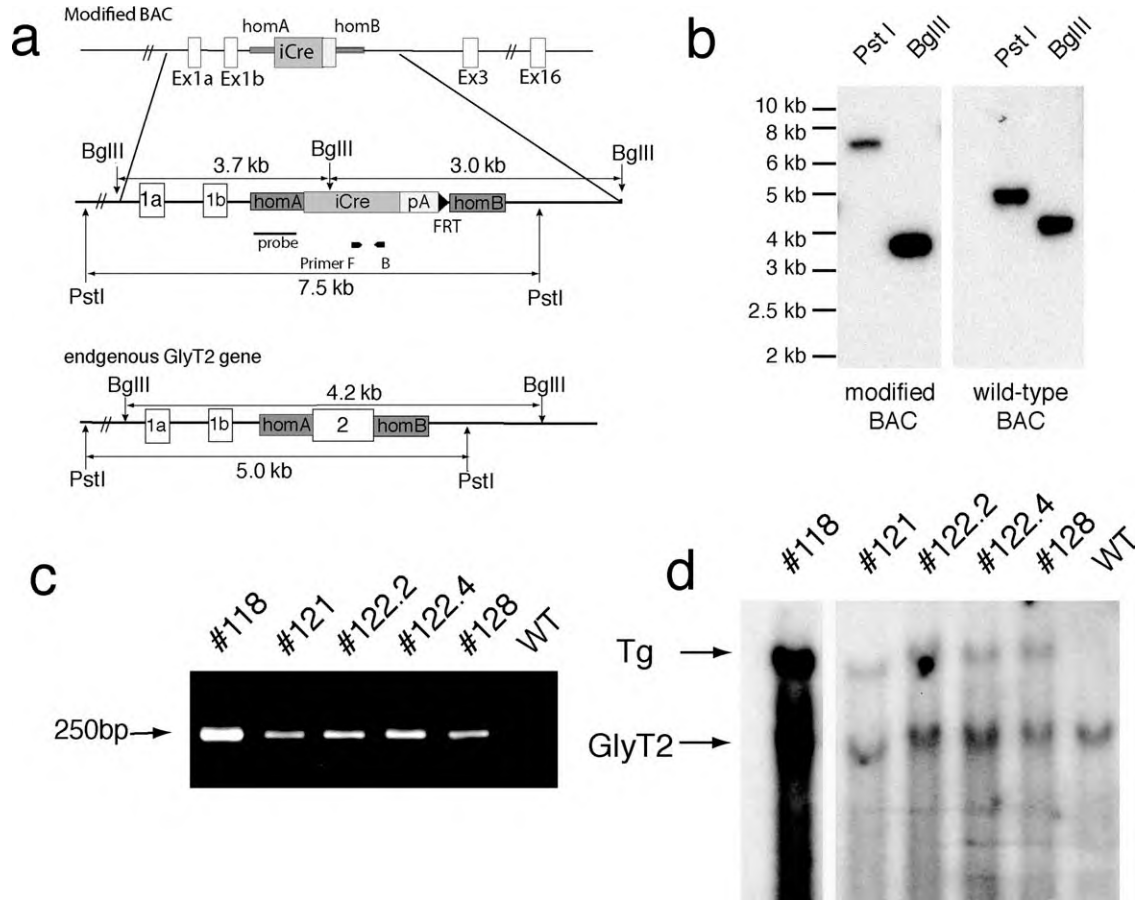 a
Modified BAC
homA
homB
iCre
Ex1a
Ex1b
Ex3
Ex16
BglII
3.7 kb
BglII
3.0 kb
BglII
1a
1b
homA
iCre
pA
homB
FRT
probe
Primer F
B
7.5 kb
PstI
PstI
endgenous GlyT2 gene
BglII
4.2 kb
BglII
1a
1b
homA
2
homB
PstI
5.0 kb
PstI
b
Pst I
BglII
Pst I
BglII
10 kb
8 kb
6 kb
5 kb
4 kb
3 kb
2.5 kb
2 kb
modified
BAC
wild-type
BAC
c
#118
#121
#122.2
#122.4
#128
WT
250bp
d
#118
#121
#122.2
#122.4
#128
WT
Tg
GlyT2